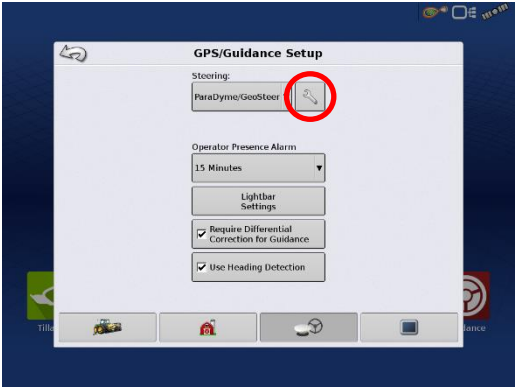 GPS/Guidance Setup
Steering:
ParaDyme/GeoSteer
Operator Presence Alarm
15 Minutes
Lightbar
Settings
Require Differential
Correction for Guidance
Use Heading Detection
Tilla
dance